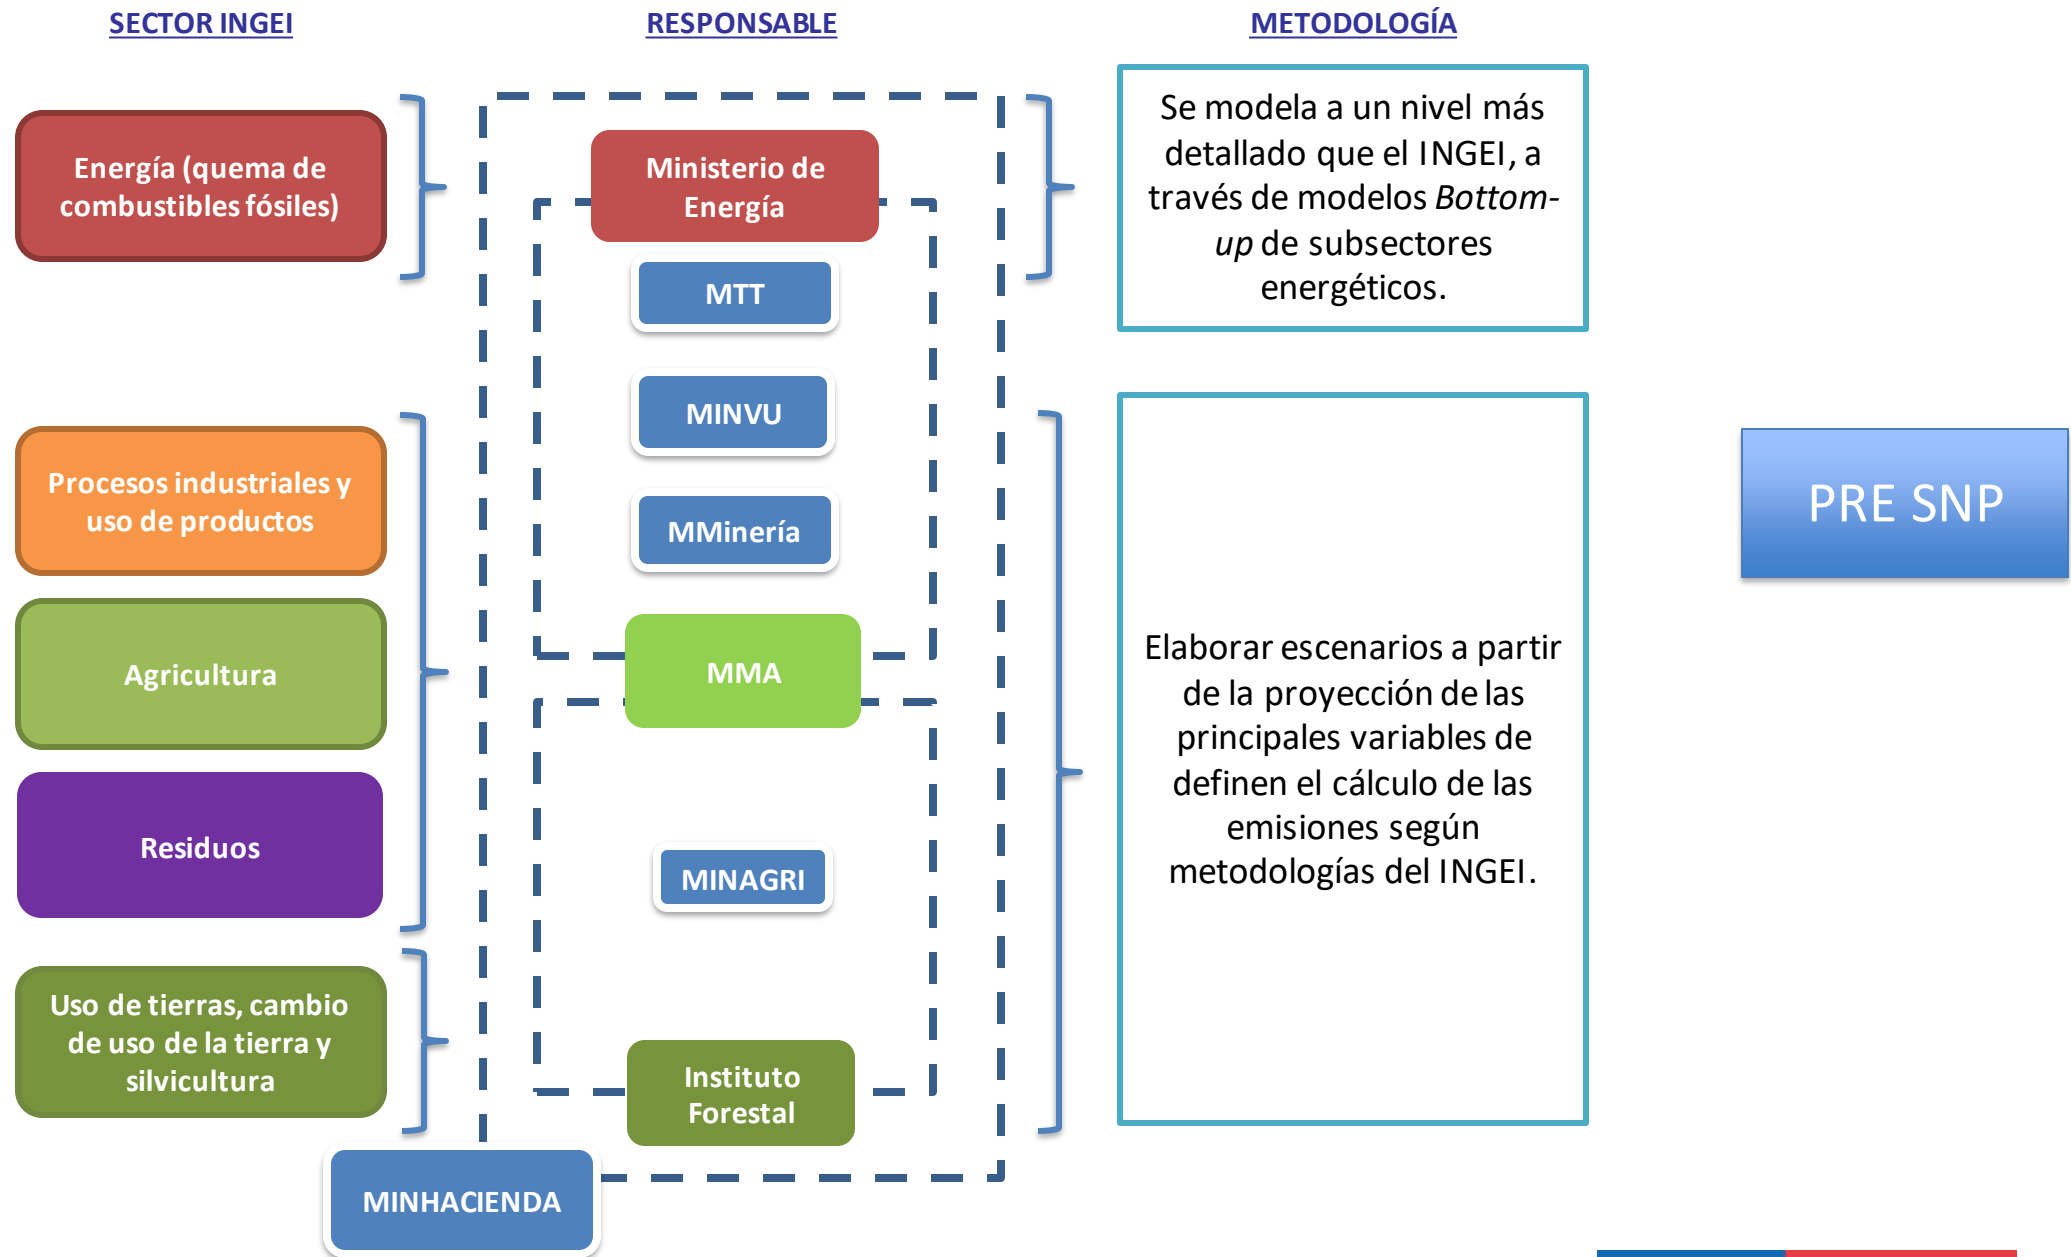 SECTOR INGEI
RESPONSABLE
METODOLOGÍA
Energía (quema de
combustibles fósiles)
Ministerio de
Energía
MTT
MINVU
MMinería
Se modela a un nivel más
detallado que el INGEI, a
través de modelos Bottom-
up de subsectores
energéticos.
Procesos industriales y
uso de productos
Agricultura
Residuos
MMA
MINAGRI
Elaborar escenarios a partir
de la proyección de las
principales variables de
definen el cálculo de las
emisiones según
metodologías del INGEI.
PRE SNP
Uso de tierras, cambio
de uso de la tierra y
silvicultura
Instituto
Forestal
MINHACIENDA